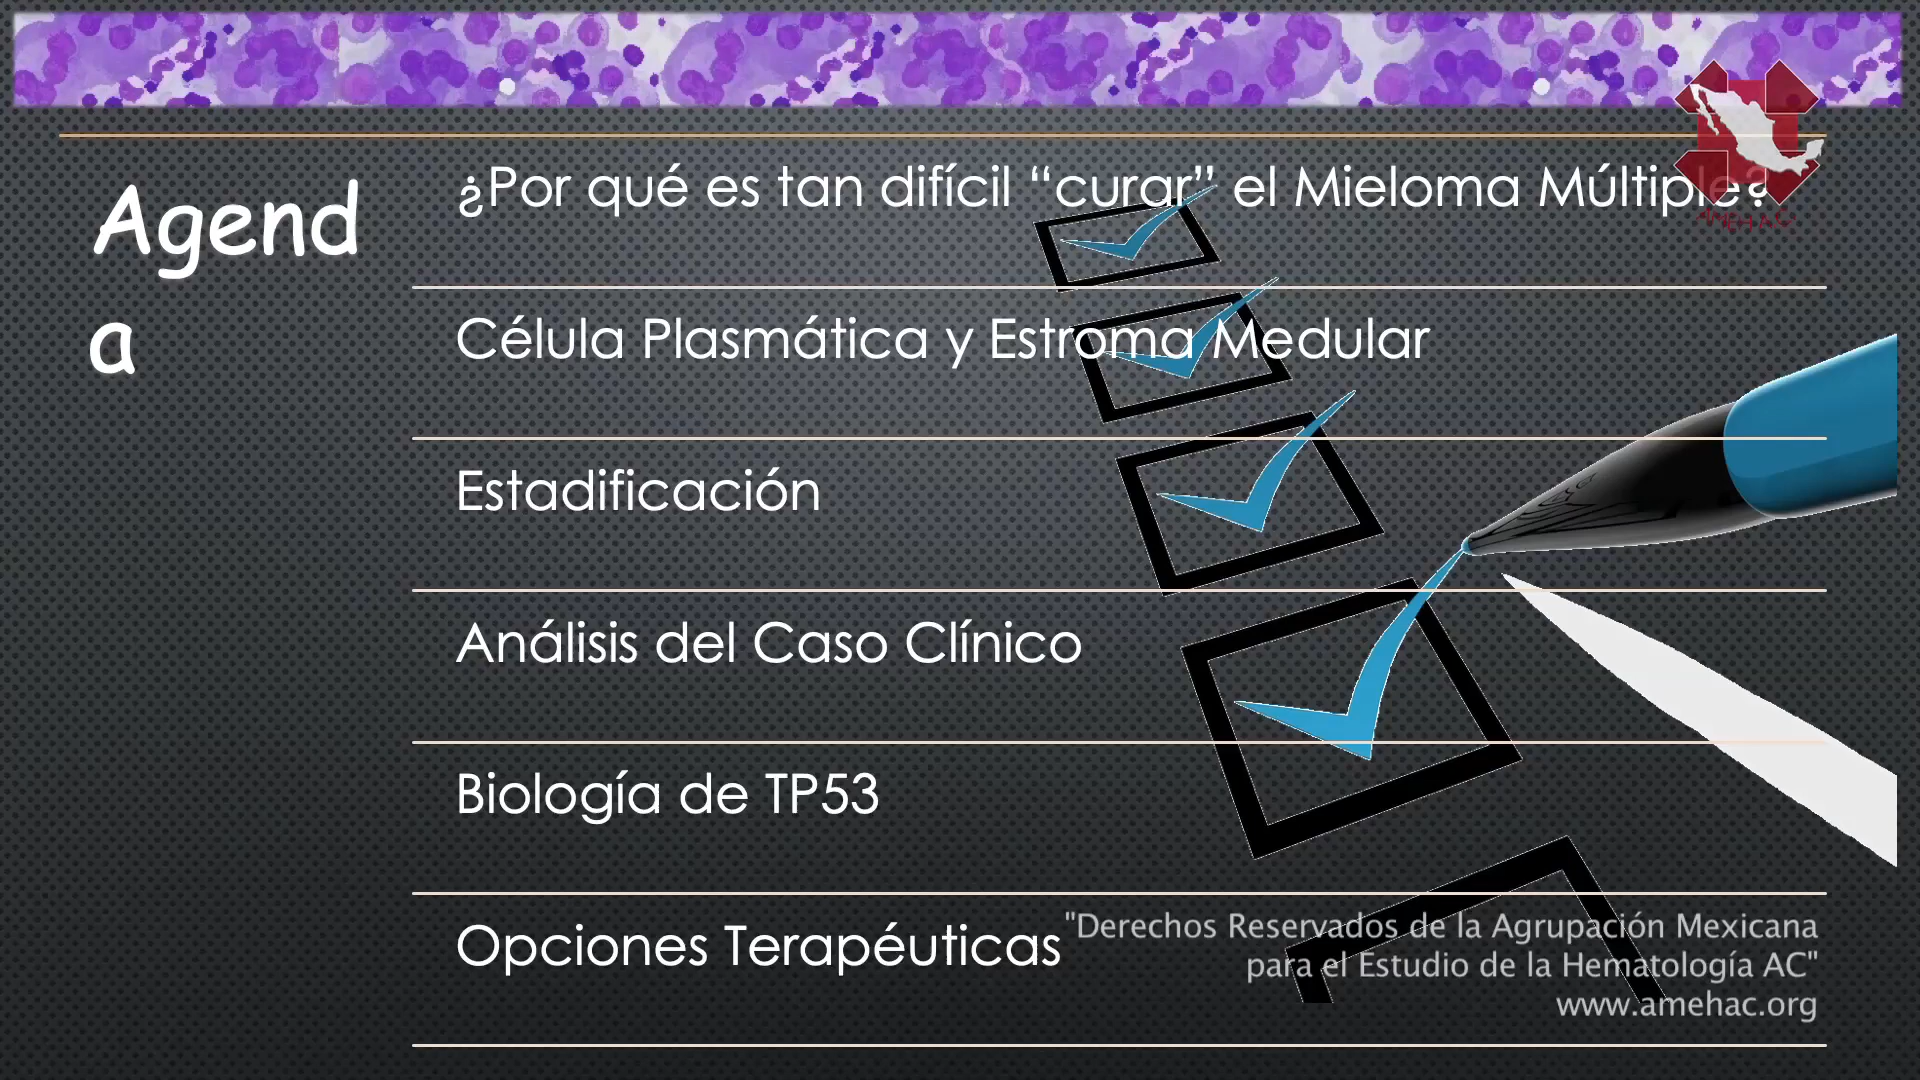 Agend
a
¿Por qué es tan difícil “curar” el Mieloma Múltiple?
AMEHAC
Célula Plasmática y Estroma Medular
Estadificación
Análisis del Caso Clínico
Biología de TP53
Opciones Terapéuticas
"Derechos Reservados de la Agrupación Mexicana
para el Estudio de la Hematología AC"
www.amehac.org